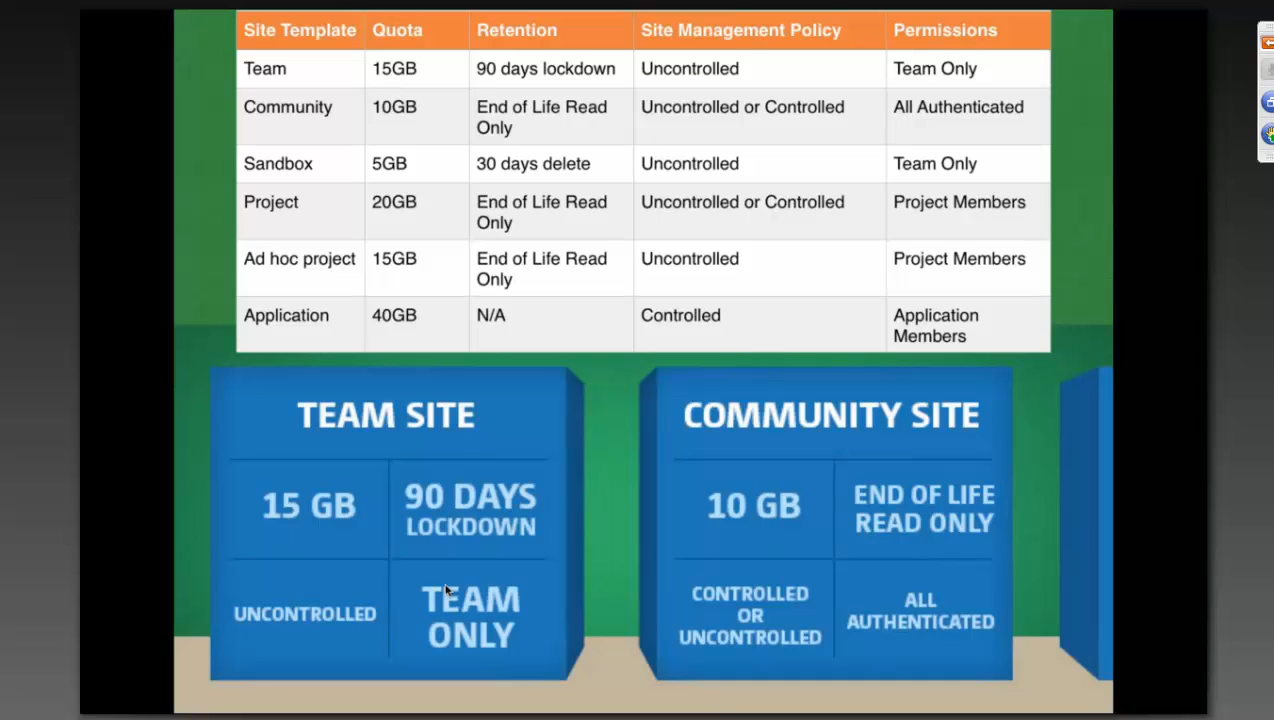 Site Template Quota Retention Site Management Policy Permissions
Team 15GB 90 days lockdown Uncontrolled Team Only
Community 10GB End of Life Read Only Uncontrolled or Controlled All Authenticated
Sandbox 5GB 30 days delete Uncontrolled Team Only
Project 20GB End of Life Read Only Uncontrolled or Controlled Project Members
Ad hoc project 15GB End of Life Read Only Uncontrolled Project Members
Application 40GB N/A Controlled Application Members
TEAM SITE
15 GB
90 DAYS
LOCKDOWN
UNCONTROLLED
TEAM
ONLY
COMMUNITY SITE
10 GB
END OF LIFE
READ ONLY
CONTROLLED
OR
UNCONTROLLED
ALL
AUTHENTICATED